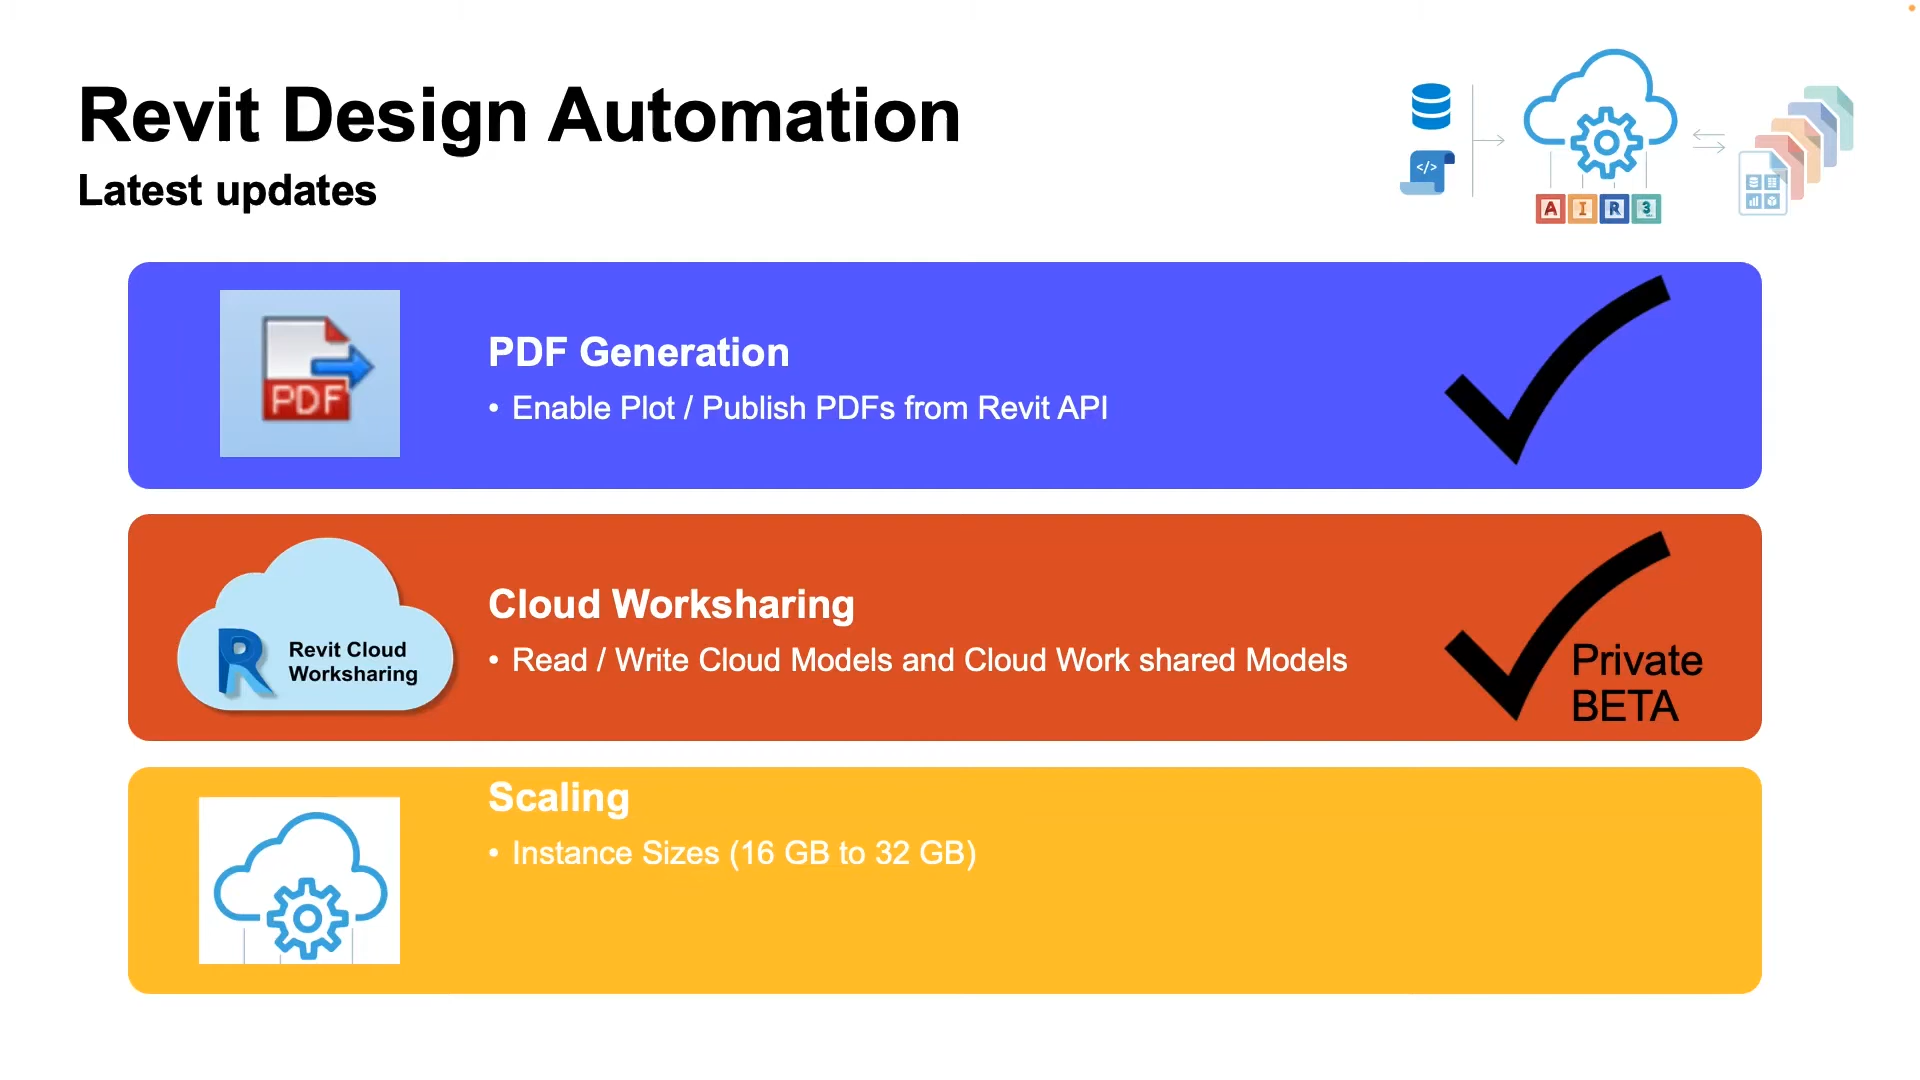 Revit Design Automation
Latest updates
</>
A I R 3
PDF
PDF Generation
• Enable Plot / Publish PDFs from Revit API
R
Revit Cloud
Worksharing
Cloud Worksharing
• Read / Write Cloud Models and Cloud Work shared Models
Private
BETA
Scaling
• Instance Sizes (16 GB to 32 GB)